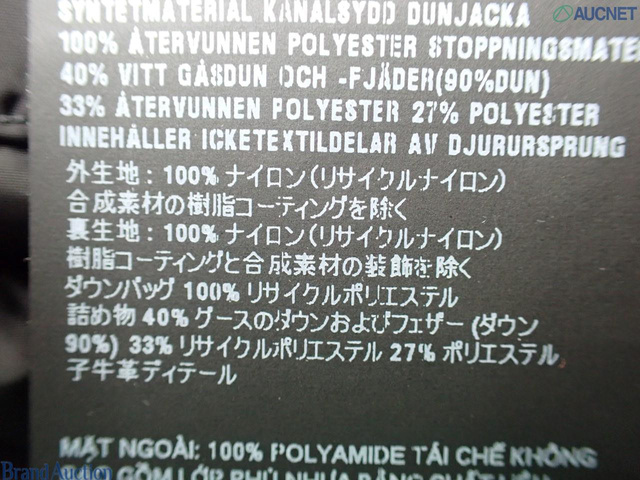 AUCNET
SYNTETMATERIAL KANALSYDD DUNJACKA
100% ÅTERVUNNEN POLYESTER STOPPNINGSMATE
40% VITT GÅSDUN OCH -FJÄDER(90%DUN)
33% ÅTERVUNNEN POLYESTER 27% POLYESTER
INNEHÅLLER ICKETEXTILDELAR AV DJURURSPRUNG
外生地: 100% ナイロン(リサイクルナイロン)
合成素材の樹脂コーティングを除く
裏生地: 100% ナイロン(リサイクルナイロン)
樹脂コーティングと合成素材の装飾を除く
ダウンバッグ 100% リサイクルポリエステル
詰め物 40% グースのダウンおよびフェザー (ダウン
90%) 33% リサイクルポリエステル 27% ポリエステル
子牛革ディテール
MẶT NGOÀI: 100% POLYAMIDE TÁI CHẾ KHÔNG
GỒM LỚP PHỦ NHỰA BẰNG CHẤT LIỆU
Brand Auction